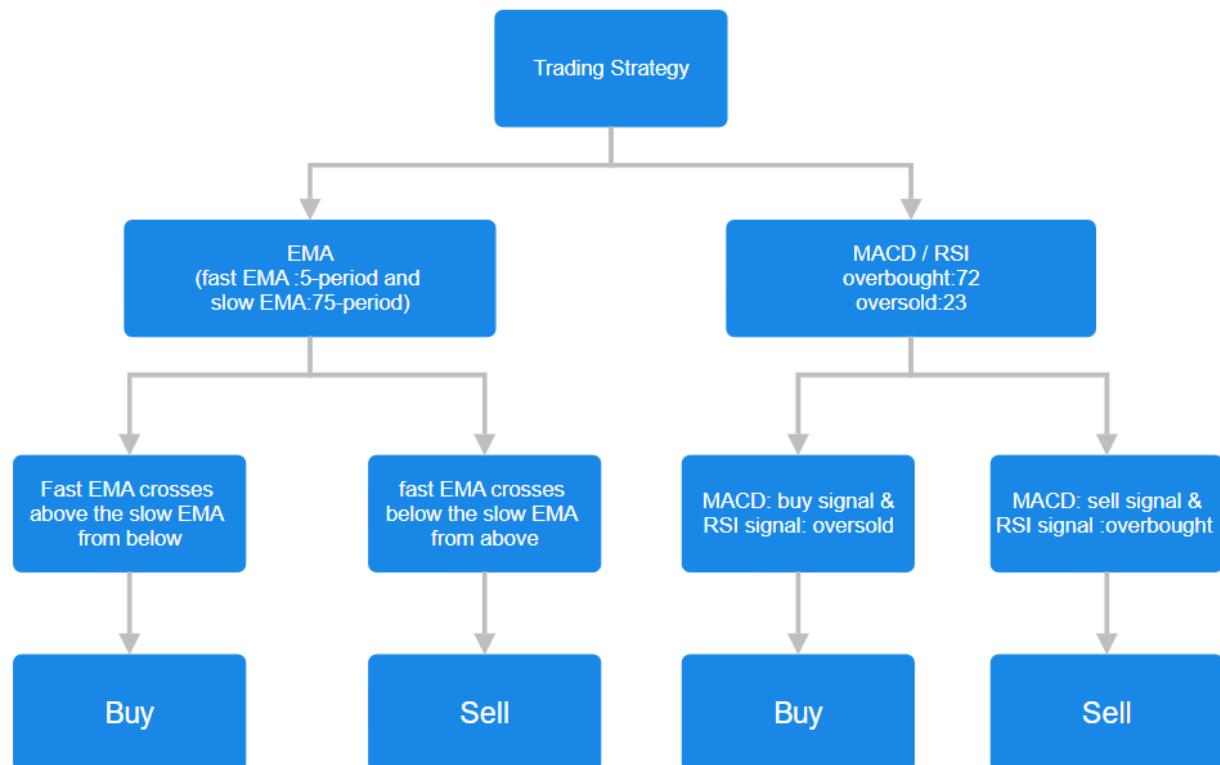 Trading Strategy
EMA
(fast EMA :5-period and
slow EMA:75-period)
MACD / RSI
overbought:72
oversold:23
Fast EMA crosses
above the slow EMA
from below
fast EMA crosses
below the slow EMA
from above
MACD: buy signal &
RSI signal: oversold
MACD: sell signal &
RSI signal :overbought
Buy
Sell
Buy
Sell